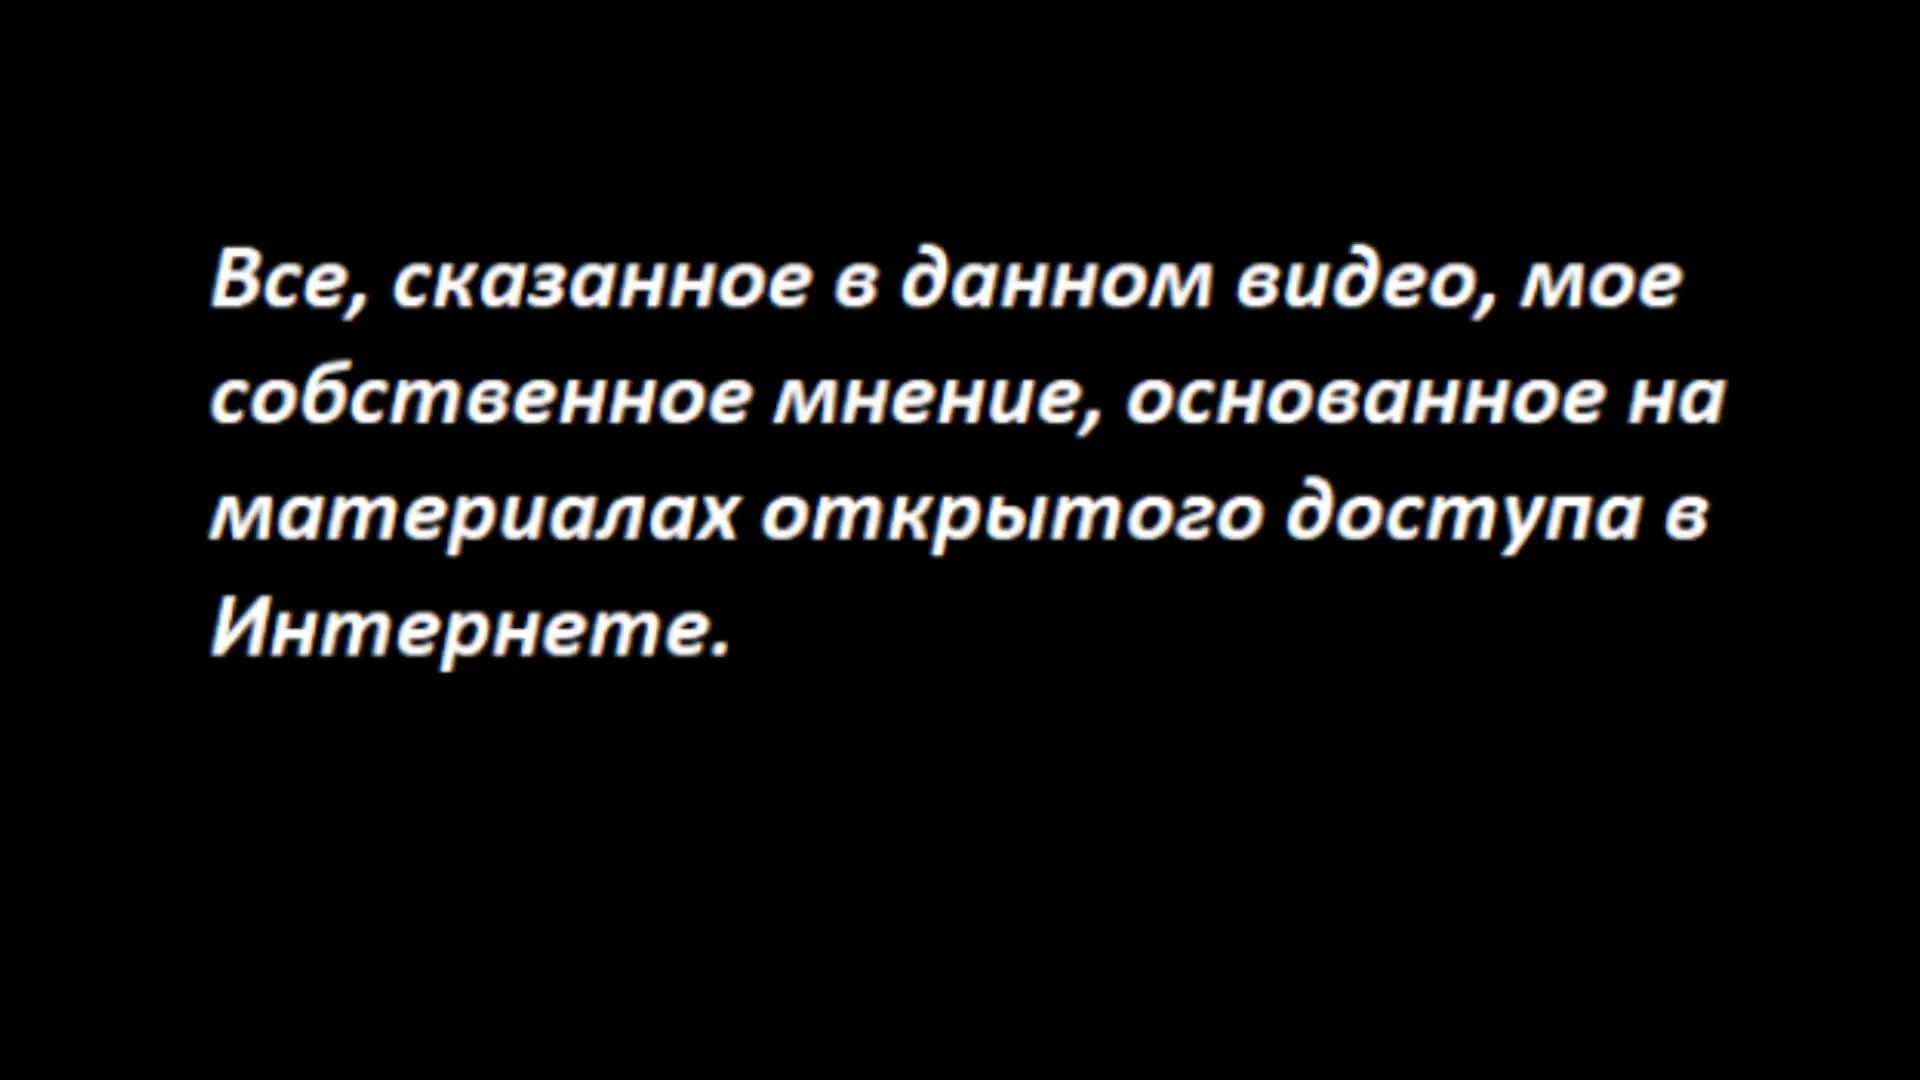 Все, сказанное в данном видео, мое
собственное мнение, основанное на
материалах открытого доступа в
Интернете.